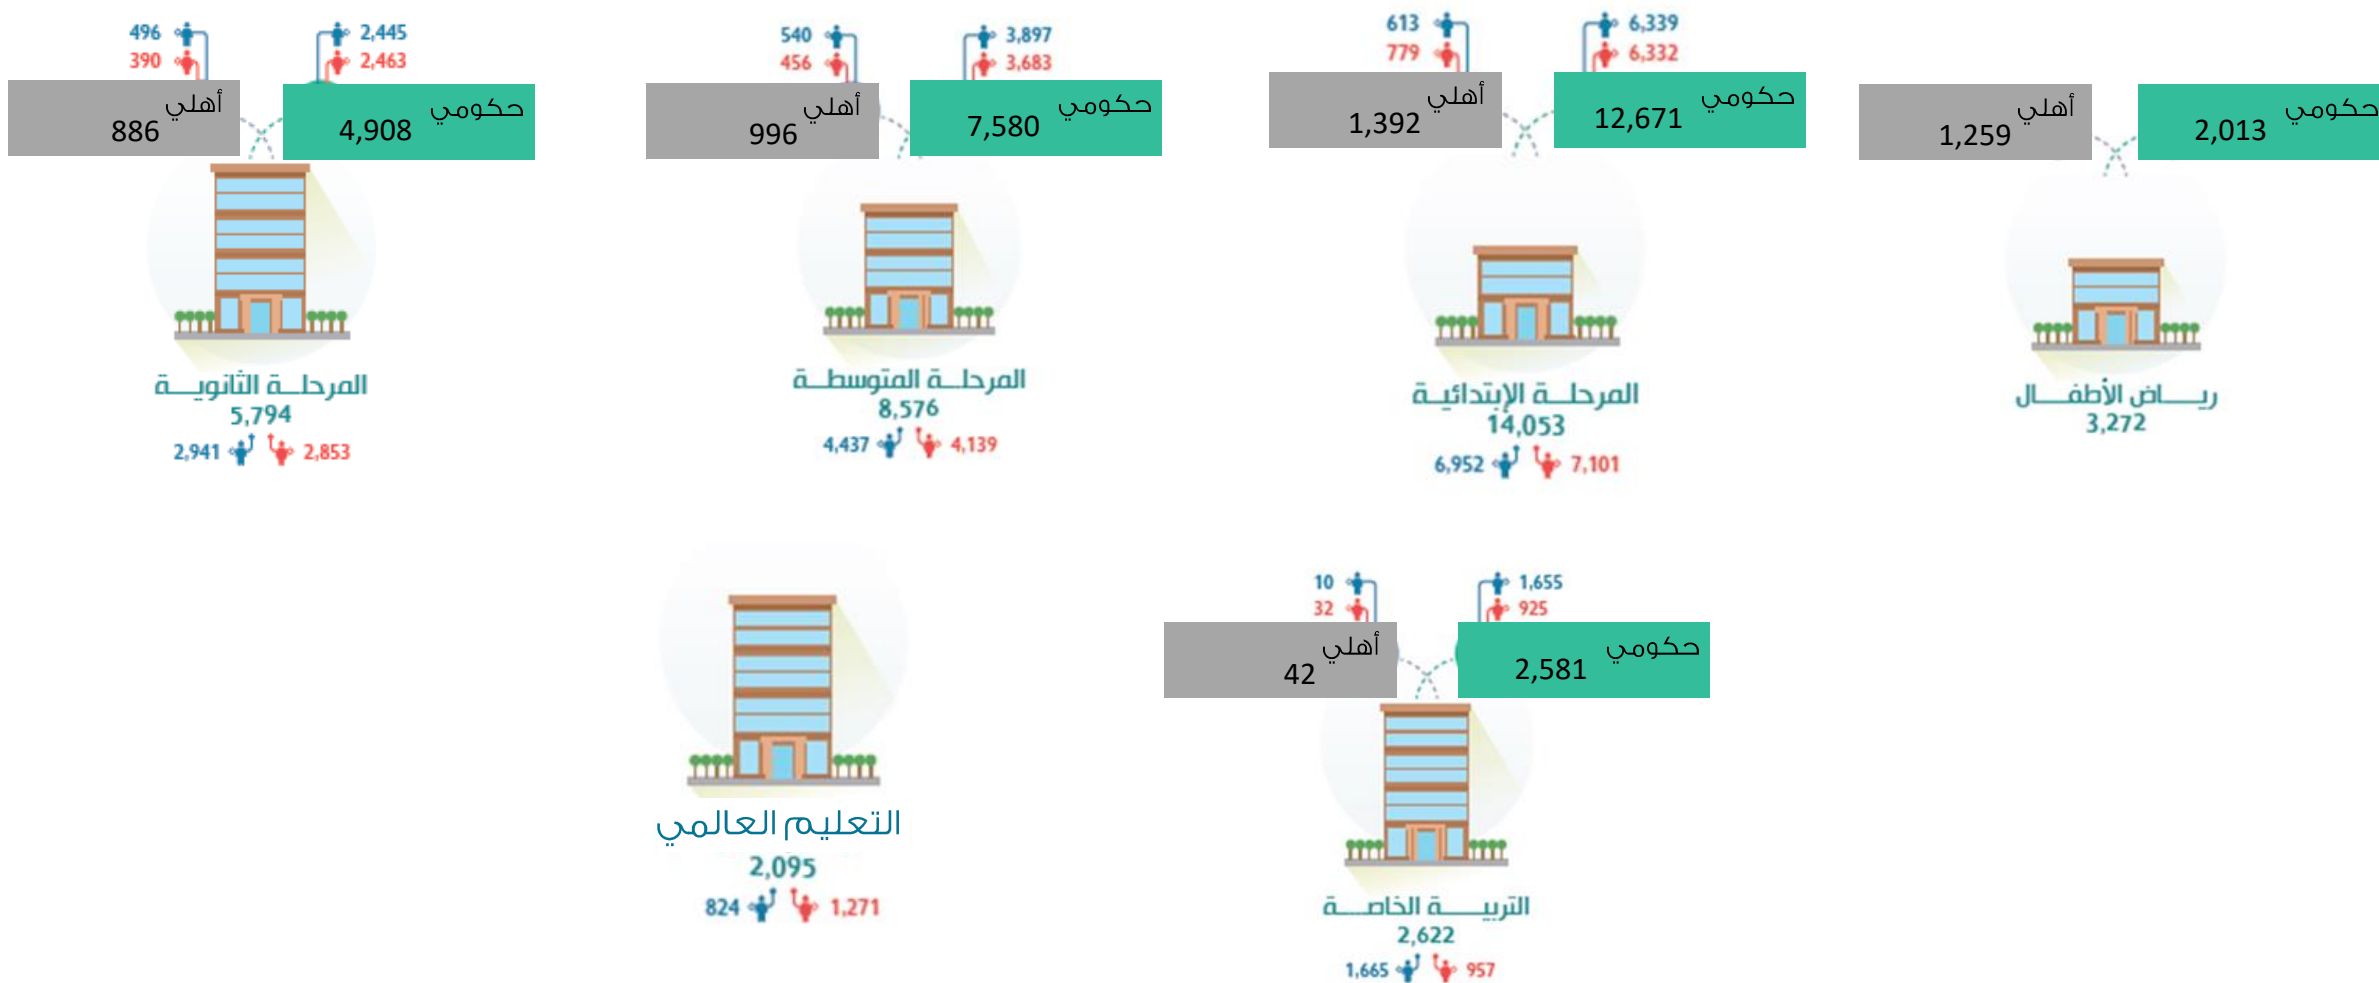 6,339
613
6,332
779
حكومي
2,013
أهلي
1,259
رياض الأطفال
3,272
حكومي
12,671
أهلي
1,392
المرحلة الإبتدائية
14,053
6,952
7,101
3,897
540
3,683
456
حكومي
7,580
أهلي
996
المرحلة المتوسطة
8,576
4,437
4,139
2,445
496
2,463
390
حكومي
4,908
أهلي
886
المرحلة الثانوية
5,794
2,941
2,853
1,655
10
925
32
حكومي
2,581
أهلي
42
التربية الخاصة
2,622
1,665
957
التعليم العالمي
2,095
824
1,271